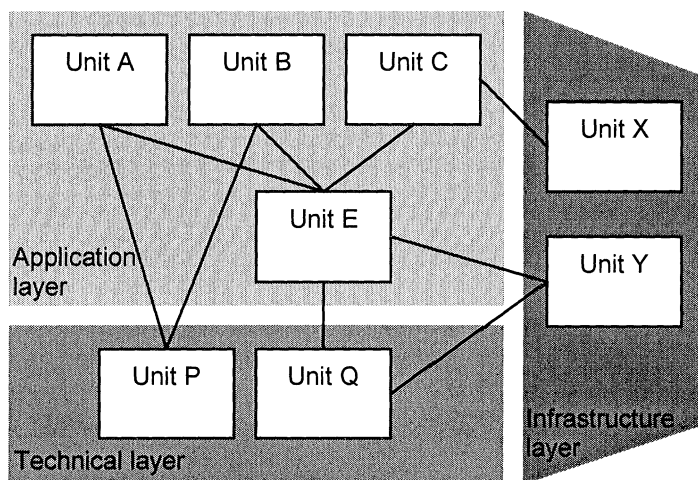 Unit A
Unit B
Unit C
Unit X
Unit E
Unit Y
Application
layer
Unit P
Unit Q
Infrastructure
layer
Technical layer